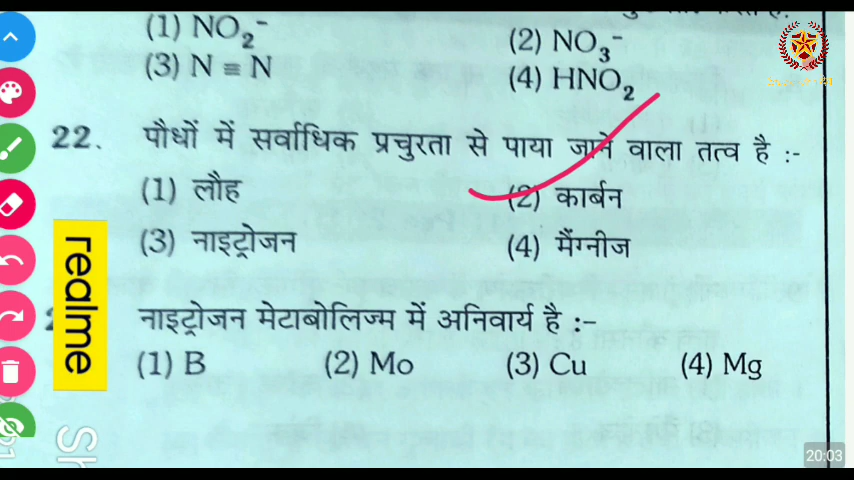 (1) NO₂⁻
(2) NO₃⁻
(3) N ≡ N
(4) HNO₂
22. पौधों में सर्वाधिक प्रचुरता से पाया जाने वाला तत्व है :-
(1) लौह
(2) कार्बन
(3) नाइट्रोजन
(4) मैंग्नीज
नाइट्रोजन मेटाबोलिज्म में अनिवार्य है :-
(1) B (2) Mo (3) Cu (4) Mg
realme
Sh
20:03